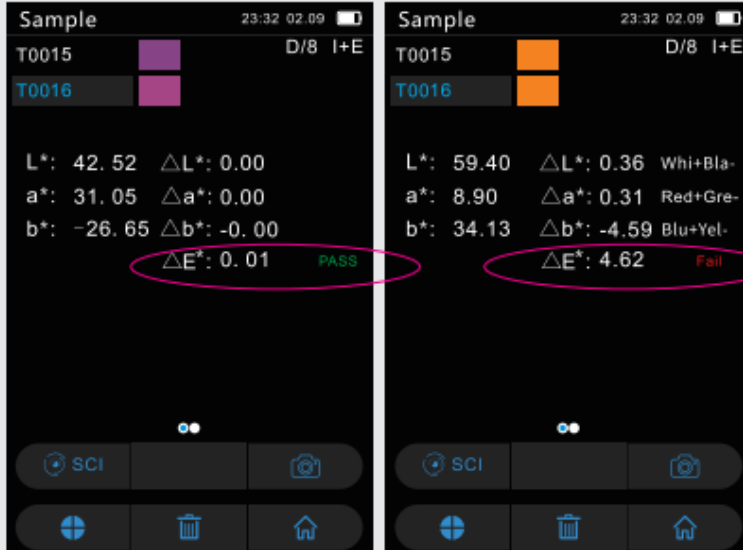 Sample 23:32 02.09
D/8 I+E
T0015
T0016
L*: 42.52 △L*: 0.00
a*: 31.05 △a*: 0.00
b*: -26.65 △b*: -0.00
△E*: 0.01 PASS
SCI
Sample 23:32 02.09
D/8 I+E
T0015
T0016
L*: 59.40 △L*: 0.36 Whi+Bla-
a*: 8.90 △a*: 0.31 Red+Gre-
b*: 34.13 △b*: -4.59 Blu+Yel-
△E*: 4.62 Fail
SCI